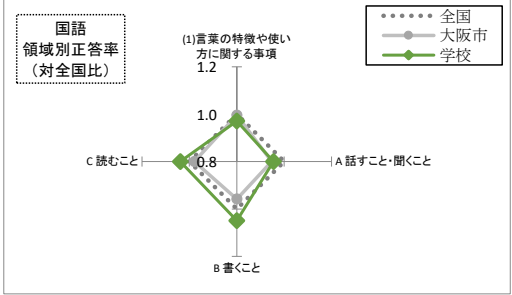 国語
領域別正答率
（対全国比）
全国
大阪市
学校
(1)言葉の特徴や使い
方に関する事項
1.2
1.0
0.8
C 読むこと
A 話すこと・聞くこと
B 書くこと